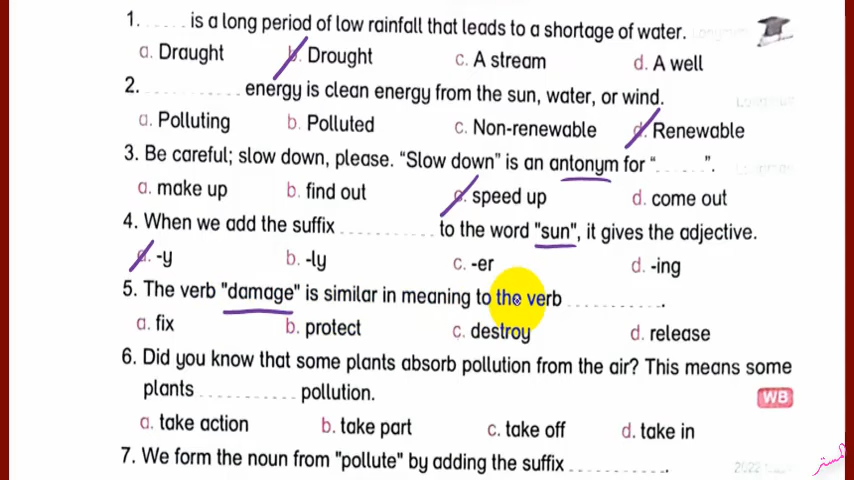 1. ..... is a long period of low rainfall that leads to a shortage of water.
a. Draught b. Drought c. A stream d. A well
2. .......... energy is clean energy from the sun, water, or wind.
a. Polluting b. Polluted c. Non-renewable d. Renewable
3. Be careful; slow down, please. "Slow down" is an antonym for "......".
a. make up b. find out c. speed up d. come out
4. When we add the suffix .......... to the word "sun", it gives the adjective.
a. -y b. -ly c. -er d. -ing
5. The verb "damage" is similar in meaning to the verb ...........
a. fix b. protect c. destroy d. release
6. Did you know that some plants absorb pollution from the air? This means some
plants .......... pollution.
WB
a. take action b. take part c. take off d. take in
7. We form the noun from "pollute" by adding the suffix ...........